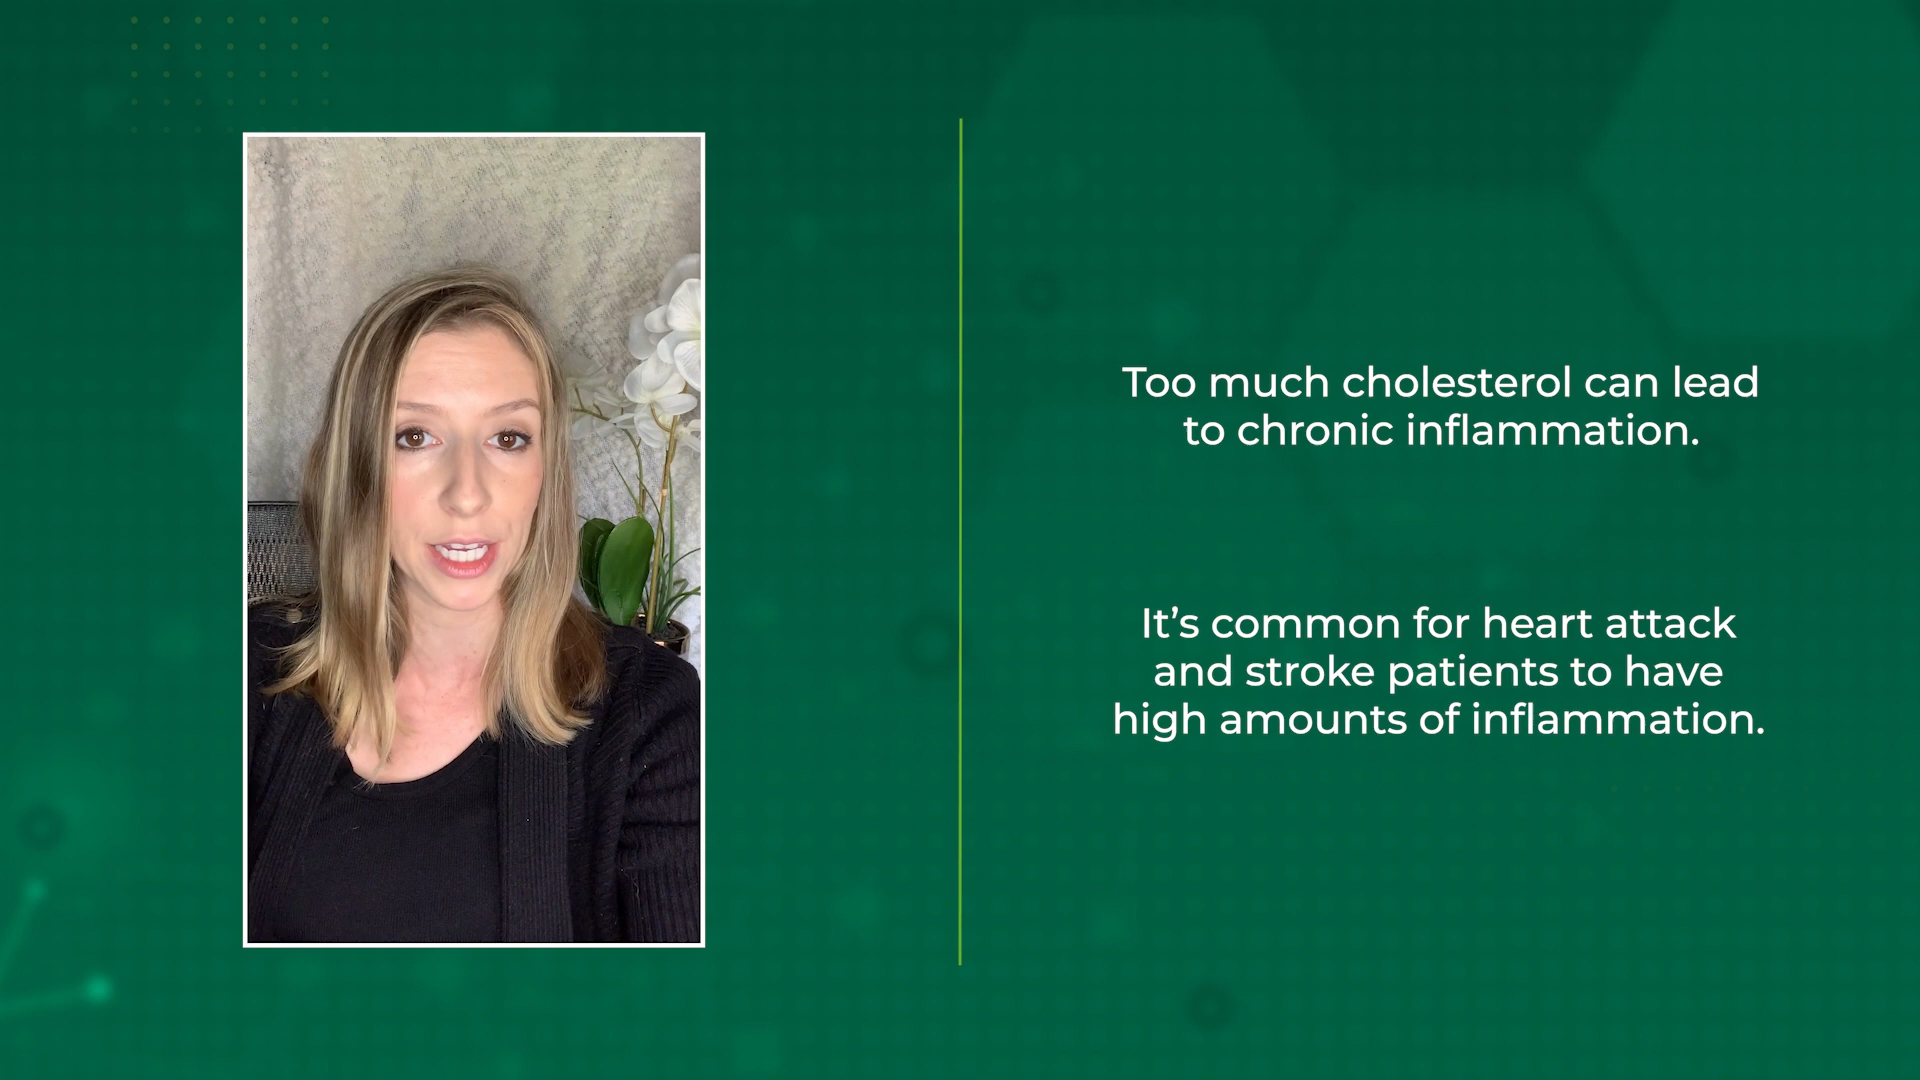 Too much cholesterol can lead
to chronic inflammation.
It’s common for heart attack
and stroke patients to have
high amounts of inflammation.